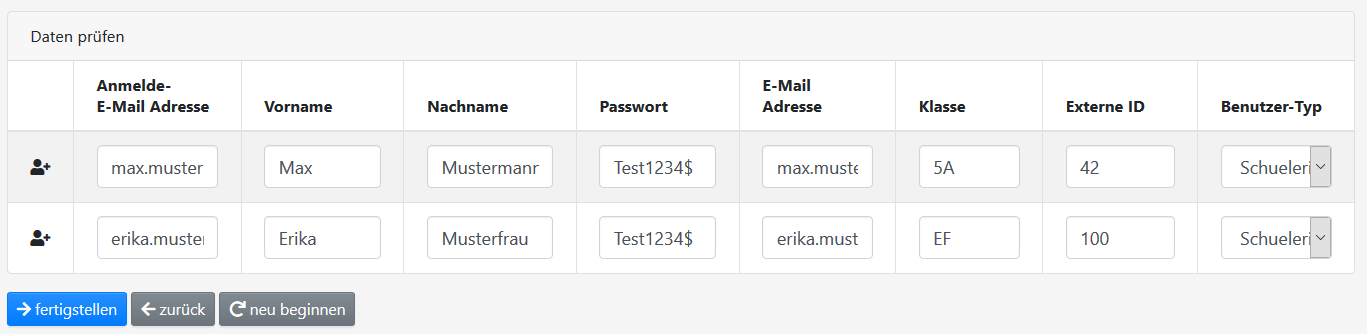 Daten prüfen
Anmelde-
E-Mail Adresse
Vorname
Nachname
Passwort
E-Mail
Adresse
Klasse
Externe ID
Benutzer-Typ
max.muster
Max
Mustermann
Test1234$
max.muste
5A
42
Schueleri
erika.muster
Erika
Musterfrau
Test1234$
erika.must
EF
100
Schueleri
fertigstellen
zurück
neu beginnen